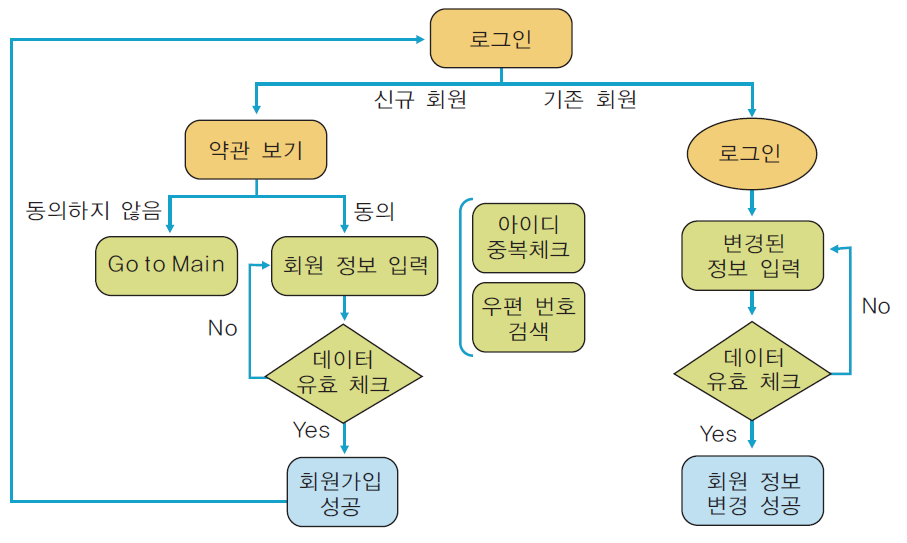 로그인
신규 회원
기존 회원
약관 보기
로그인
동의하지 않음
동의
Go to Main
회원 정보 입력
아이디
중복체크
우편 번호
검색
변경된
정보 입력
No
No
데이터
유효 체크
데이터
유효 체크
Yes
Yes
회원가입
성공
회원 정보
변경 성공